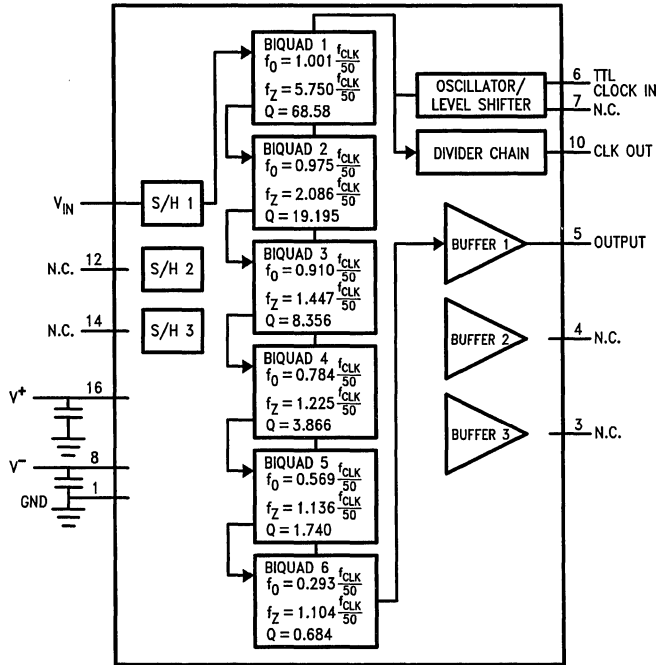 BIQUAD 1
f₀ = 1.001 fCLK/50
fZ = 5.750 fCLK/50
Q = 68.58
BIQUAD 2
f₀ = 0.975 fCLK/50
fZ = 2.086 fCLK/50
Q = 19.195
BIQUAD 3
f₀ = 0.910 fCLK/50
fZ = 1.447 fCLK/50
Q = 8.356
BIQUAD 4
f₀ = 0.784 fCLK/50
fZ = 1.225 fCLK/50
Q = 3.866
BIQUAD 5
f₀ = 0.569 fCLK/50
fZ = 1.136 fCLK/50
Q = 1.740
BIQUAD 6
f₀ = 0.293 fCLK/50
fZ = 1.104 fCLK/50
Q = 0.684
VIN
S/H 1
N.C. 12
S/H 2
N.C. 14
S/H 3
V+ 16
V− 8
GND 1
OSCILLATOR/
LEVEL SHIFTER
6 TTL
CLOCK IN
7 N.C.
DIVIDER CHAIN
10 CLK OUT
BUFFER 1
5 OUTPUT
BUFFER 2
4 N.C.
BUFFER 3
3 N.C.